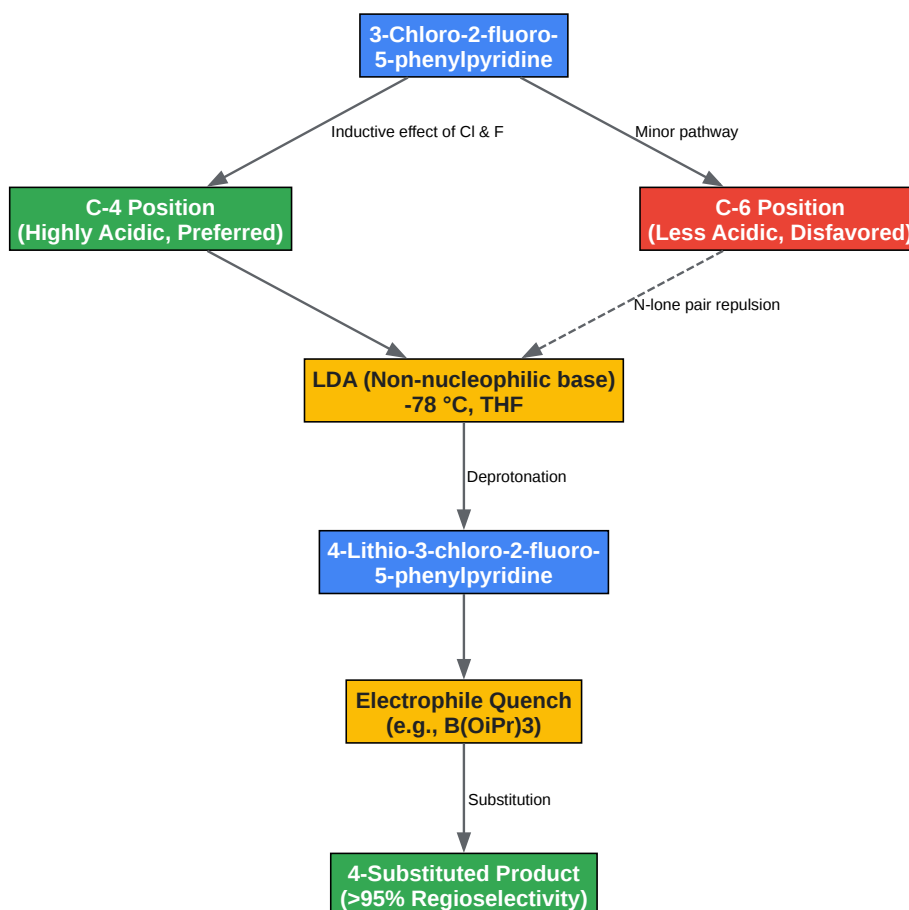 3-Chloro-2-fluoro-
5-phenylpyridine
Inductive effect of Cl & F
Minor pathway
C-4 Position
(Highly Acidic, Preferred)
C-6 Position
(Less Acidic, Disfavored)
N-lone pair repulsion
LDA (Non-nucleophilic base)
-78 °C, THF
Deprotonation
4-Lithio-3-chloro-2-fluoro-
5-phenylpyridine
Electrophile Quench
(e.g., B(OiPr)3)
Substitution
4-Substituted Product
(>95% Regioselectivity)